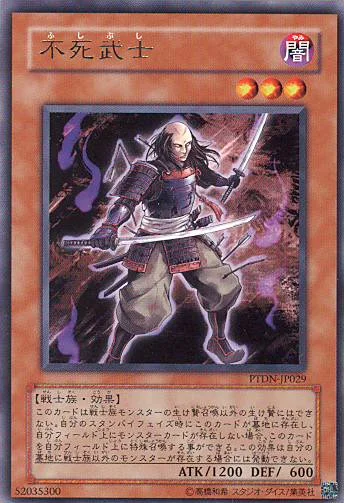 ふしぶし
不死武士
やみ
闇
PTDN-JP029
【戦士族・効果】
このカードは戦士族モンスターの生け贄召喚以外の生け贄にはできない。自分のスタンバイフェイズ時にこのカードが墓地に存在し、自分フィールド上にモンスターカードが存在しない場合、このカードを自分フィールド上に特殊召喚する事ができる。この効果は自分の墓地に戦士族以外のモンスターカードが存在する場合には発動できない。
ATK/1200 DEF/ 600
52035300
©高橋和希 スタジオ・ダイス/集英社